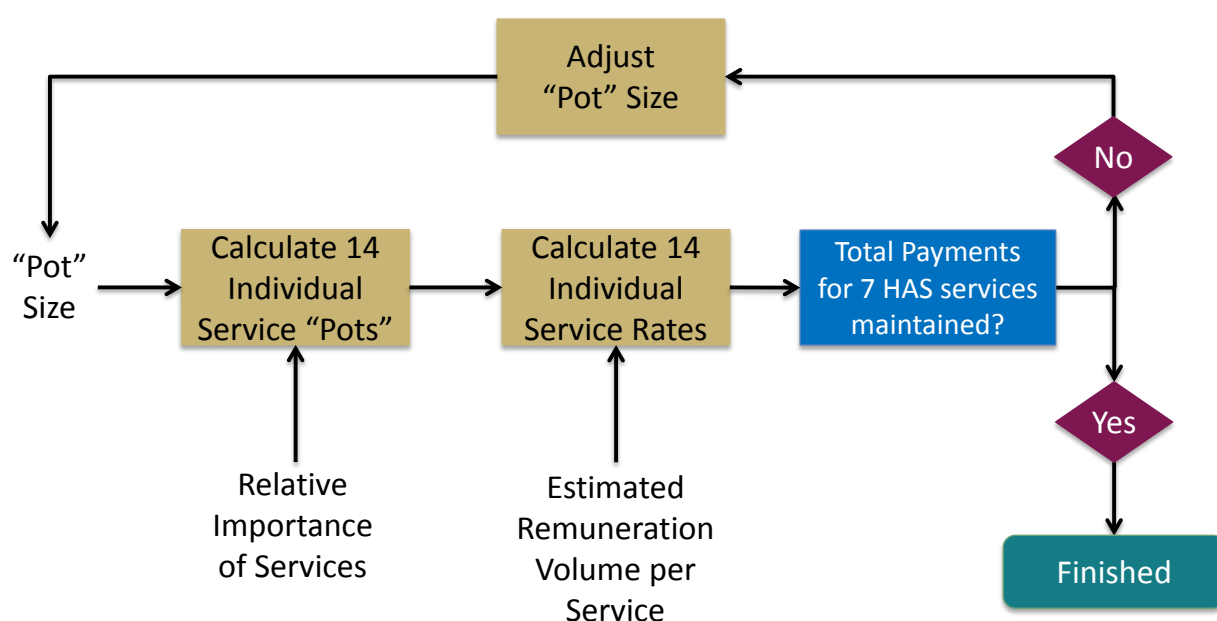 Adjust
“Pot” Size
No
“Pot”
Size
Calculate 14
Individual
Service “Pots”
Calculate 14
Individual
Service Rates
Total Payments
for 7 HAS services
maintained?
Yes
Relative
Importance
of Services
Estimated
Remuneration
Volume per
Service
Finished